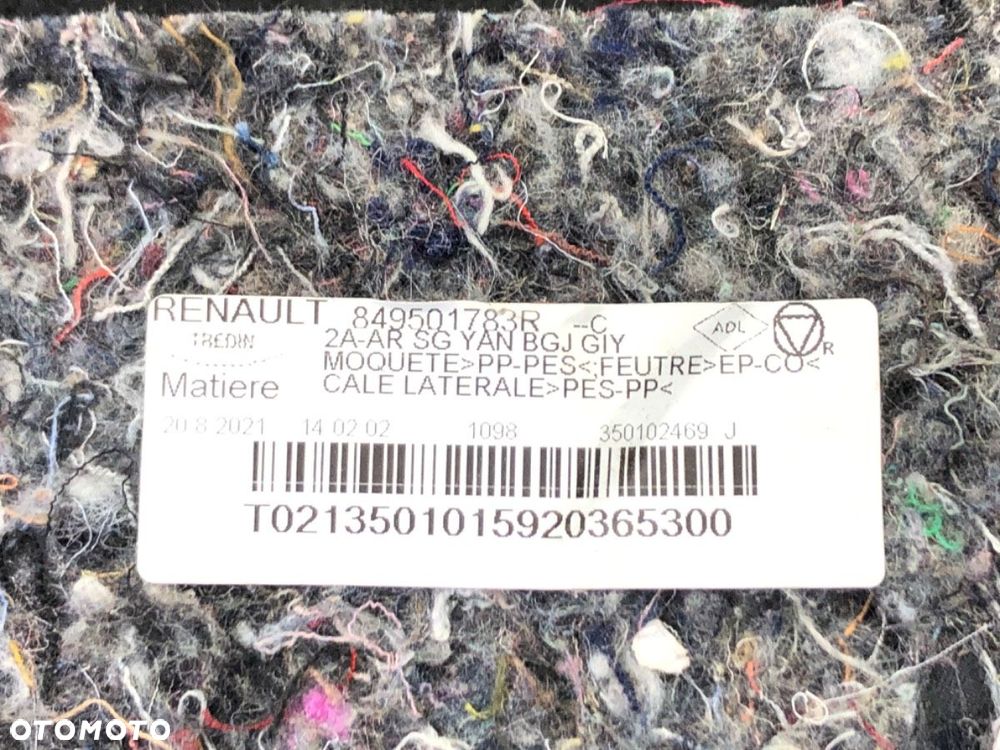 RENAULT 849501783R --C
TREDIN 2A-AR SG YAN BGJ GIY
MOQUETE>PP-PES<;FEUTRE>EP-CO<
Matiere CALE LATERALE>PES-PP<
20 8 2021 14 02 02 1098 350102469 J
T0213501015920365300
ADL
R
OTOMOTO